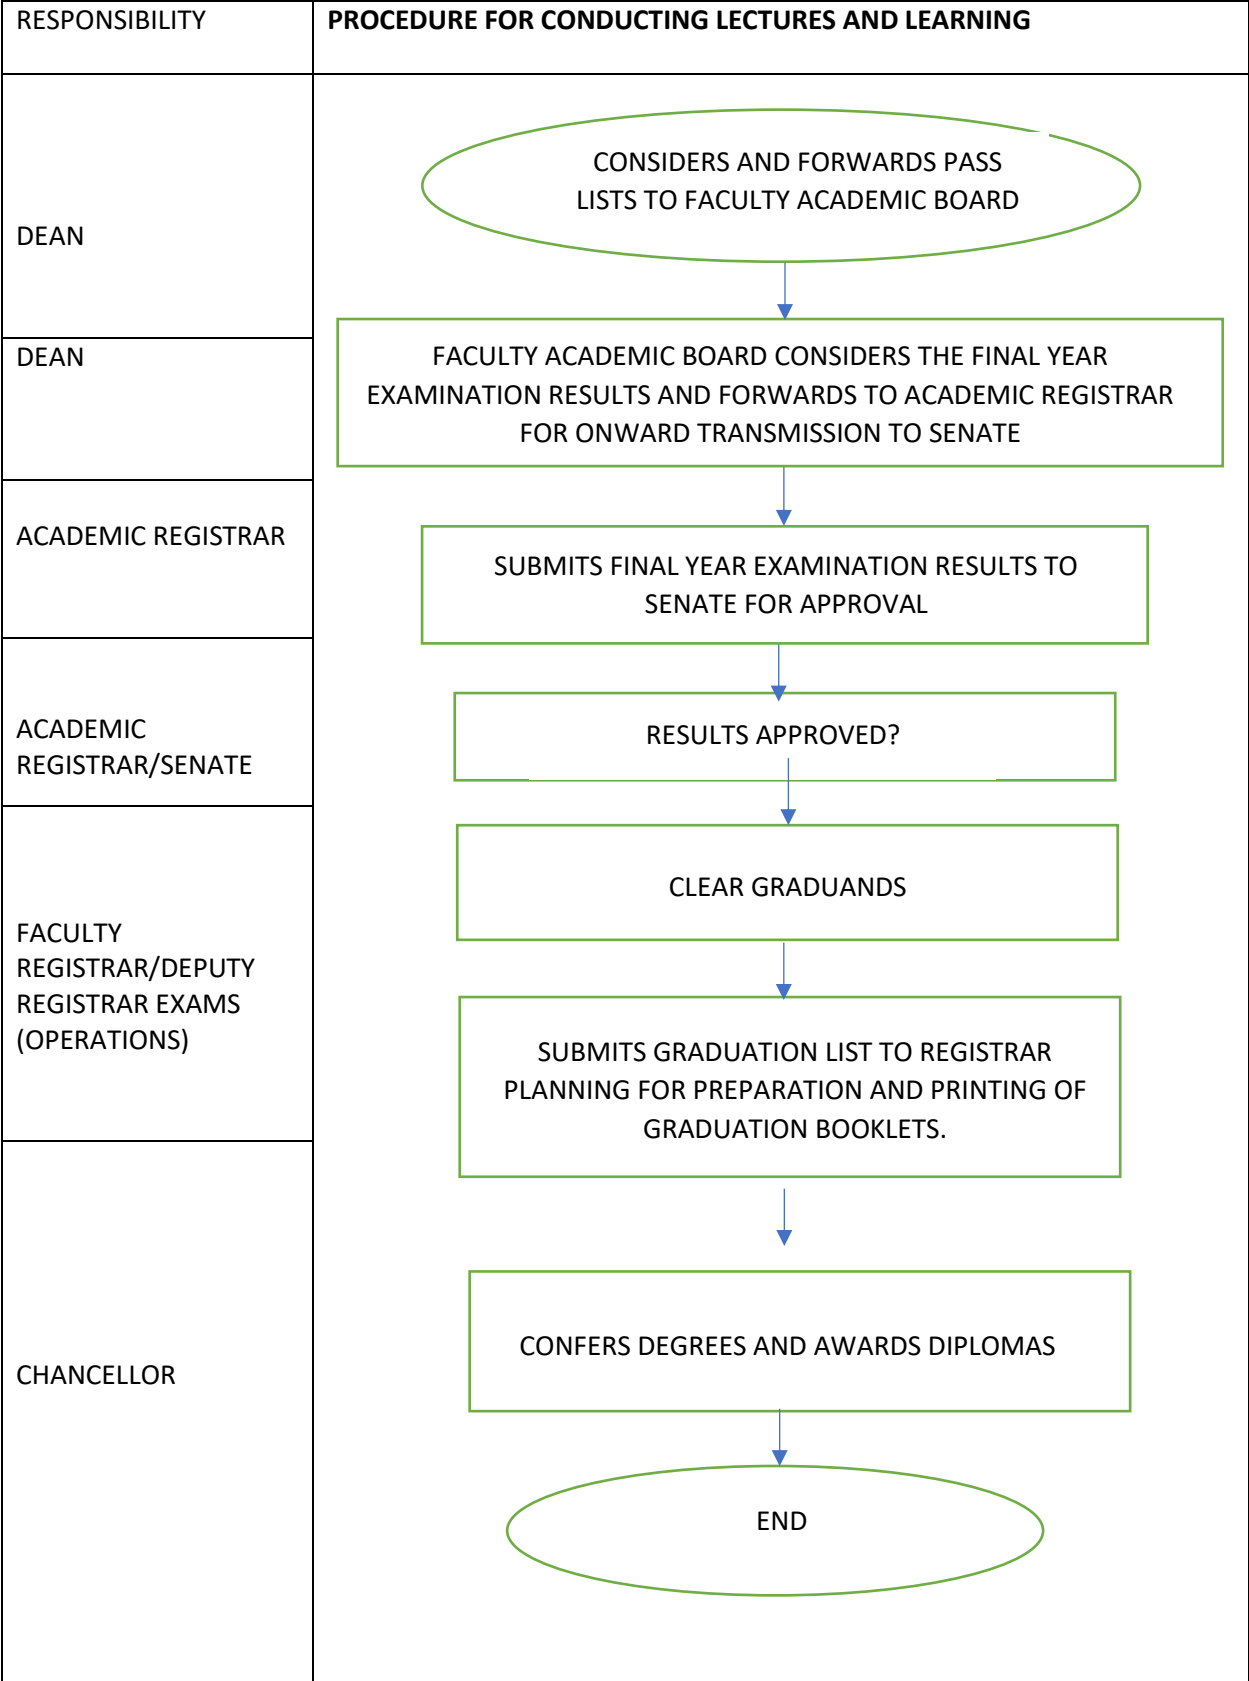 RESPONSIBILITY
PROCEDURE FOR CONDUCTING LECTURES AND LEARNING
DEAN
CONSIDERS AND FORWARDS PASS
LISTS TO FACULTY ACADEMIC BOARD
DEAN
FACULTY ACADEMIC BOARD CONSIDERS THE FINAL YEAR
EXAMINATION RESULTS AND FORWARDS TO ACADEMIC REGISTRAR
FOR ONWARD TRANSMISSION TO SENATE
ACADEMIC REGISTRAR
SUBMITS FINAL YEAR EXAMINATION RESULTS TO
SENATE FOR APPROVAL
ACADEMIC
REGISTRAR/SENATE
RESULTS APPROVED?
FACULTY
REGISTRAR/DEPUTY
REGISTRAR EXAMS
(OPERATIONS)
CLEAR GRADUANDS
SUBMITS GRADUATION LIST TO REGISTRAR
PLANNING FOR PREPARATION AND PRINTING OF
GRADUATION BOOKLETS.
CHANCELLOR
CONFERS DEGREES AND AWARDS DIPLOMAS
END